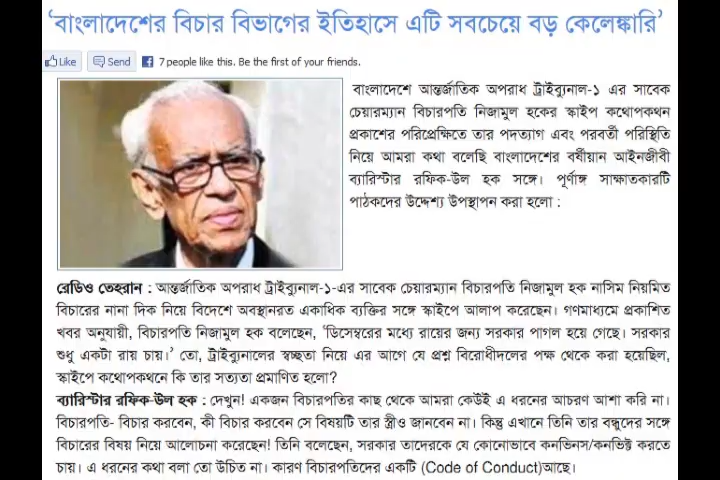 ‘বাংলাদেশের বিচার বিভাগের ইতিহাসে এটি সবচেয়ে বড় কেলেঙ্কারি’
Like Send 7 people like this. Be the first of your friends.
বাংলাদেশে আন্তর্জাতিক অপরাধ ট্রাইব্যুনাল-১ এর সাবেক
চেয়ারম্যান বিচারপতি নিজামুল হকের স্কাইপ কথোপকথন
প্রকাশের পরিপ্রেক্ষিতে তার পদত্যাগ এবং পরবর্তী পরিস্থিতি
নিয়ে আমরা কথা বলেছি বাংলাদেশের বর্ষীয়ান আইনজীবী
ব্যারিস্টার রফিক-উল হক সঙ্গে। পূর্ণাঙ্গ সাক্ষাতকারটি
পাঠকদের উদ্দেশ্য উপস্থাপন করা হলো :
রেডিও তেহরান : আন্তর্জাতিক অপরাধ ট্রাইব্যুনাল-১-এর সাবেক চেয়ারম্যান বিচারপতি নিজামুল হক নাসিম নিয়মিত
বিচারের নানা দিক নিয়ে বিদেশে অবস্থানরত একাধিক ব্যক্তির সঙ্গে স্কাইপে আলাপ করেছেন। গণমাধ্যমে প্রকাশিত
খবর অনুযায়ী, বিচারপতি নিজামুল হক বলেছেন, ‘ডিসেম্বরের মধ্যে রায়ের জন্য সরকার পাগল হয়ে গেছে। সরকার
শুধু একটা রায় চায়।’ তো, ট্রাইব্যুনালের স্বচ্ছতা নিয়ে এর আগে যে প্রশ্ন বিরোধীদলের পক্ষ থেকে করা হয়েছিল,
স্কাইপে কথোপকথনে কি তার সত্যতা প্রমাণিত হলো?
ব্যারিস্টার রফিক-উল হক : দেখুন! একজন বিচারপতির কাছ থেকে আমরা কেউই এ ধরনের আচরণ আশা করি না।
বিচারপতি- বিচার করবেন, কী বিচার করবেন সে বিষয়টি তার স্ত্রীও জানবেন না। কিন্তু এখানে তিনি তার বন্ধুদের সঙ্গে
বিচারের বিষয় নিয়ে আলোচনা করেছেন! তিনি বলেছেন, সরকার তাদেরকে যে কোনোভাবে কনভিনস/কনভিক্ট করতে
চায়। এ ধরনের কথা বলা তো উচিত না। কারণ বিচারপতিদের একটি (Code of Conduct)আছে।